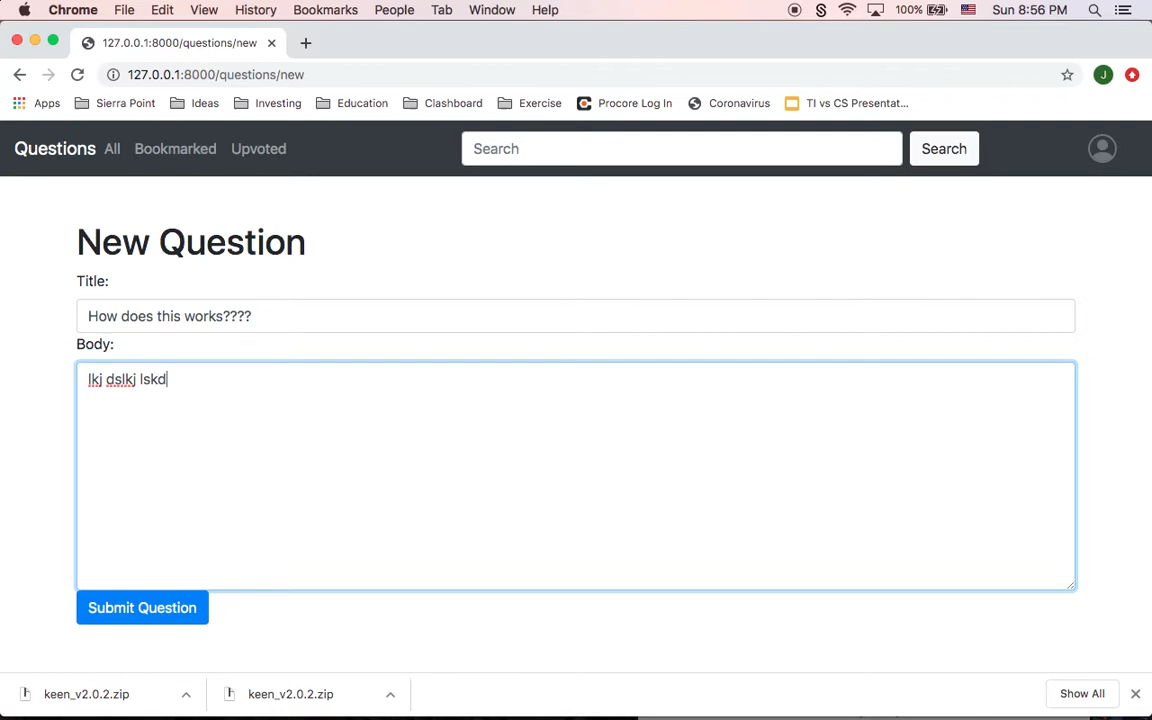 Chrome File Edit View History Bookmarks People Tab Window Help 100% Sun 8:56 PM
127.0.0.1:8000/questions/new
127.0.0.1:8000/questions/new J
Apps Sierra Point Ideas Investing Education Clashboard Exercise Procore Log In Coronavirus TI vs CS Presentat...
Questions All Bookmarked Upvoted Search Search
New Question
Title:
How does this works????
Body:
lkj dslkj lskd
Submit Question
keen_v2.0.2.zip keen_v2.0.2.zip Show All